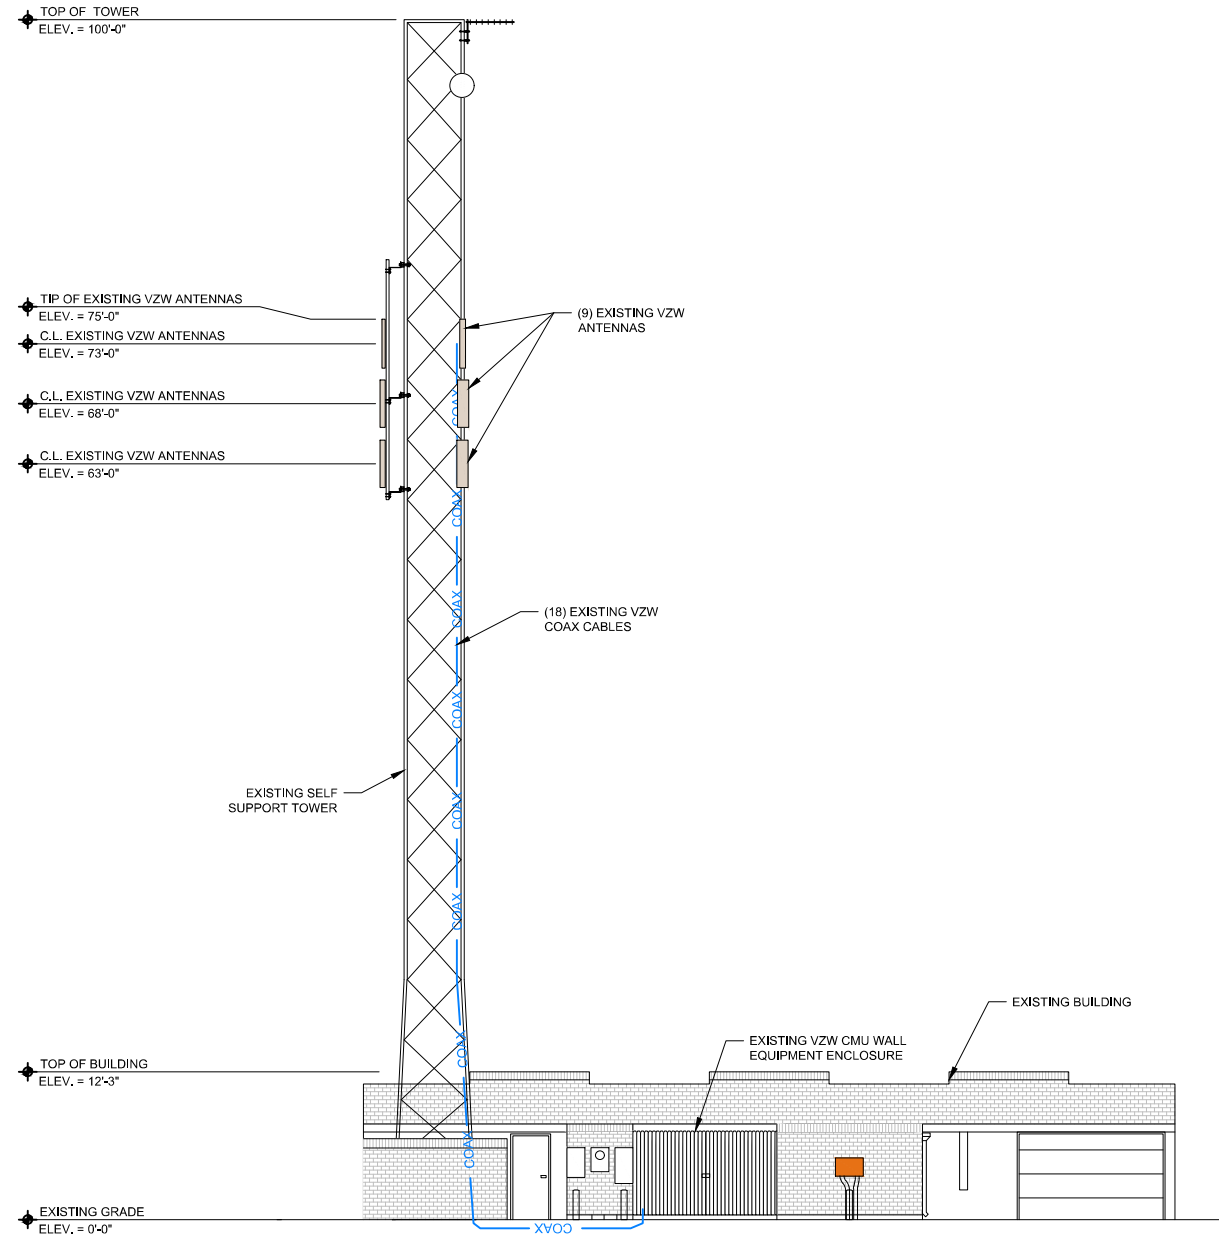 TOP OF TOWER
ELEV. = 100'-0"
TIP OF EXISTING VZW ANTENNAS
ELEV. = 75'-0"
C.L. EXISTING VZW ANTENNAS
ELEV. = 73'-0"
C.L. EXISTING VZW ANTENNAS
ELEV. = 68'-0"
C.L. EXISTING VZW ANTENNAS
ELEV. = 63'-0"
(9) EXISTING VZW
ANTENNAS
COAX
COAX
COAX
(18) EXISTING VZW
COAX CABLES
COAX
EXISTING SELF
SUPPORT TOWER
COAX
COAX
EXISTING BUILDING
COAX
EXISTING VZW CMU WALL
EQUIPMENT ENCLOSURE
TOP OF BUILDING
ELEV. = 12'-3"
COAX
EXISTING GRADE
ELEV. = 0'-0"
COAX